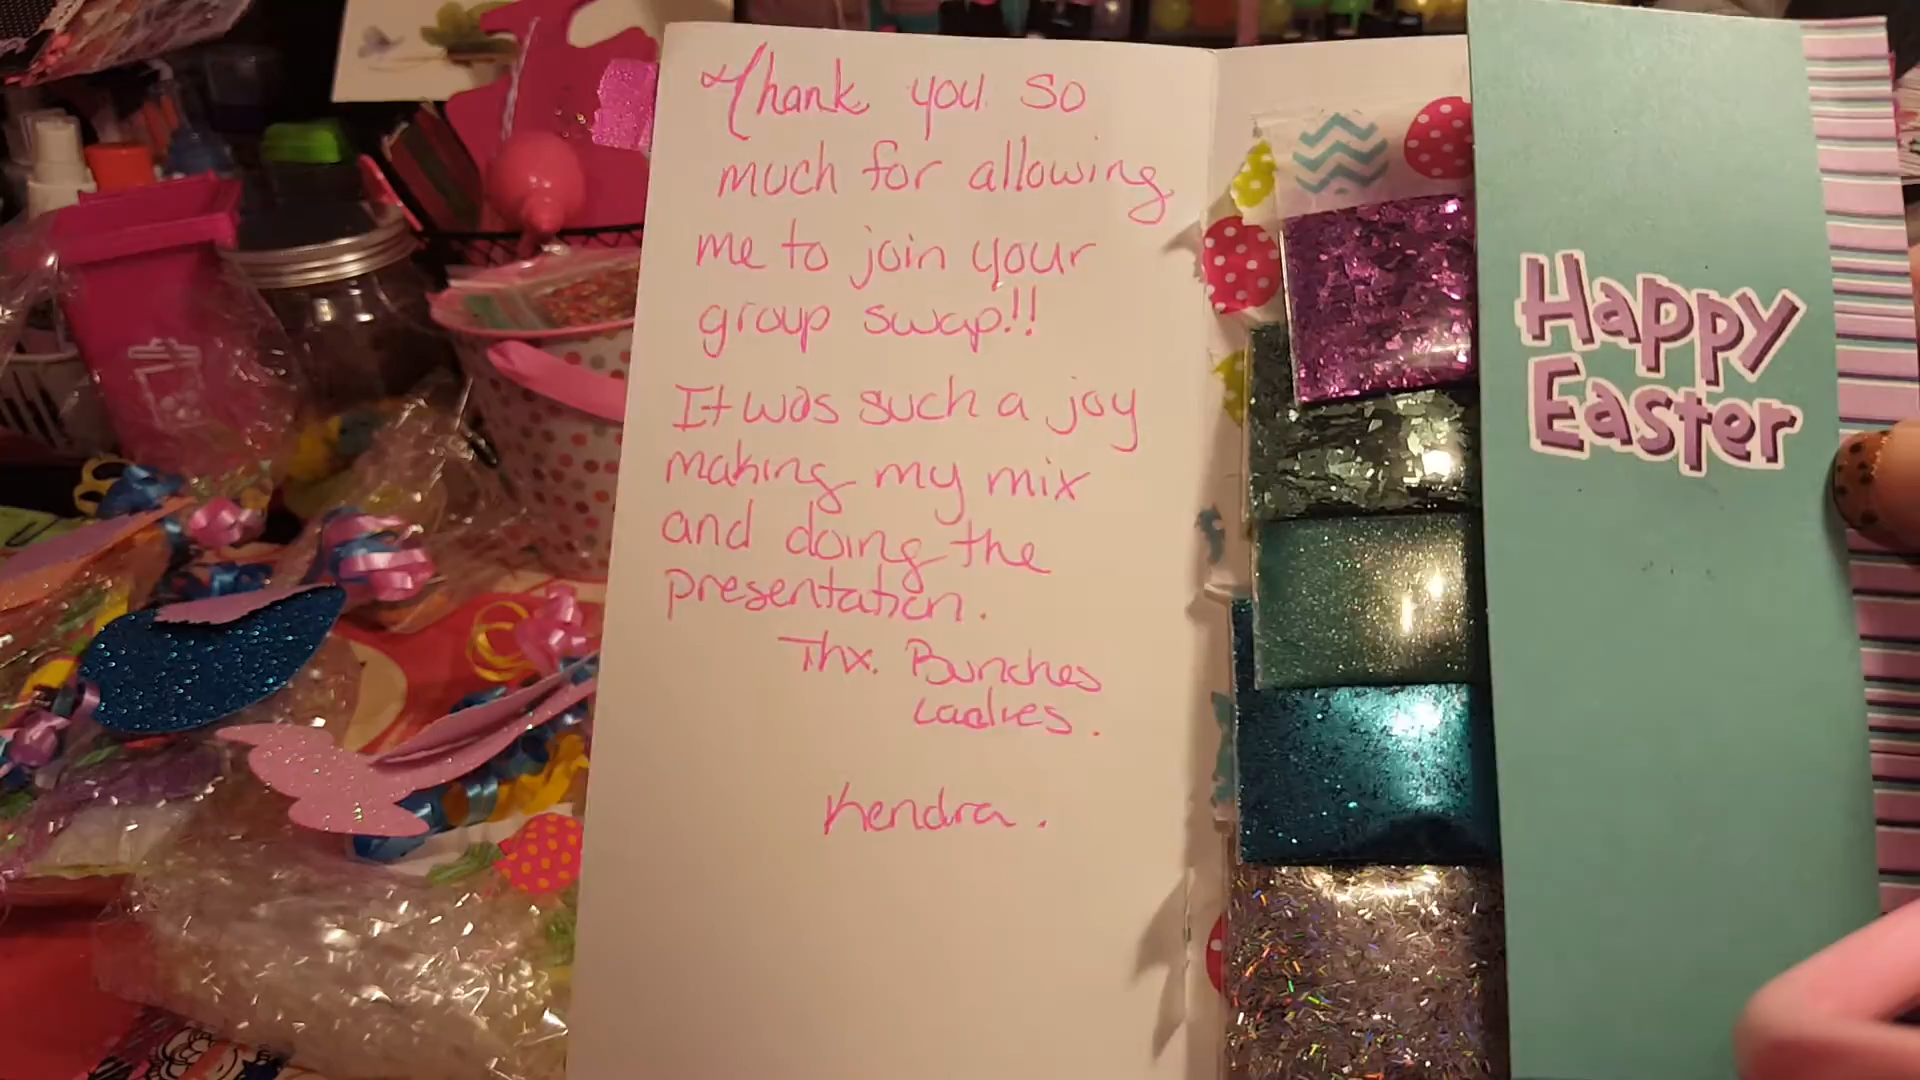 Thank you so
much for allowing
me to join your
group swap!!
It was such a joy
making my mix
and doing the
presentation.
Thx. Bunches
Ladies.
Kendra.
Happy
Easter